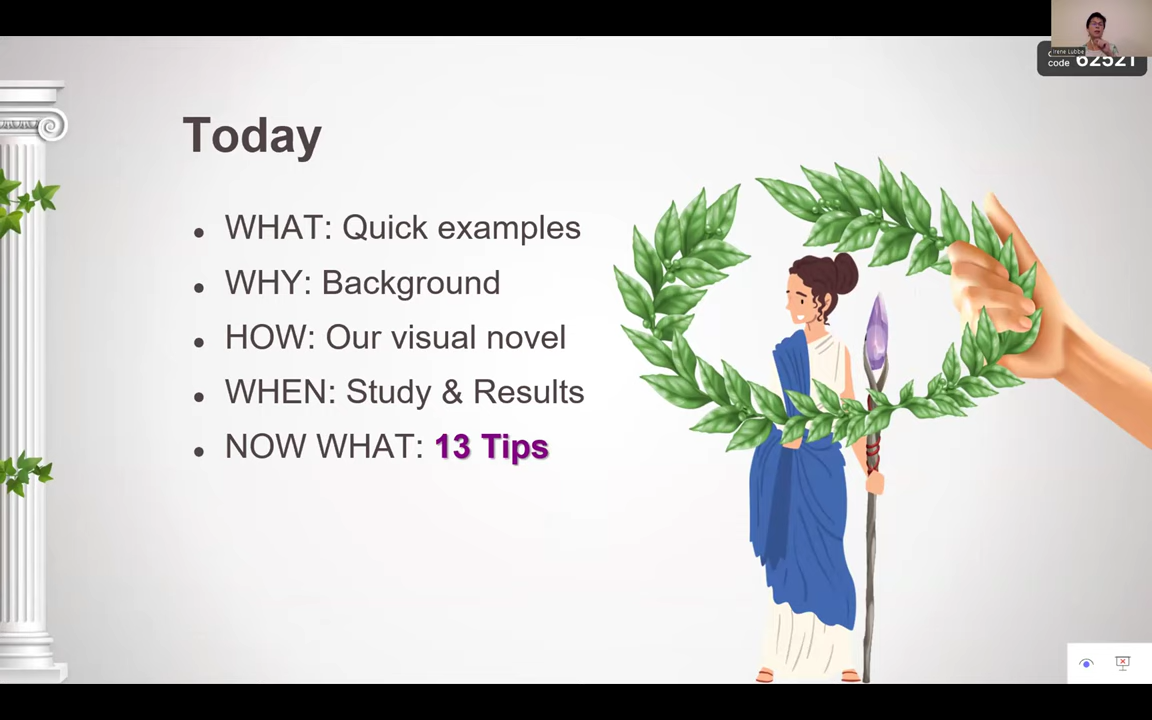 Irene Lubbe
code 62521
Today
• WHAT: Quick examples
• WHY: Background
• HOW: Our visual novel
• WHEN: Study & Results
• NOW WHAT: 13 Tips